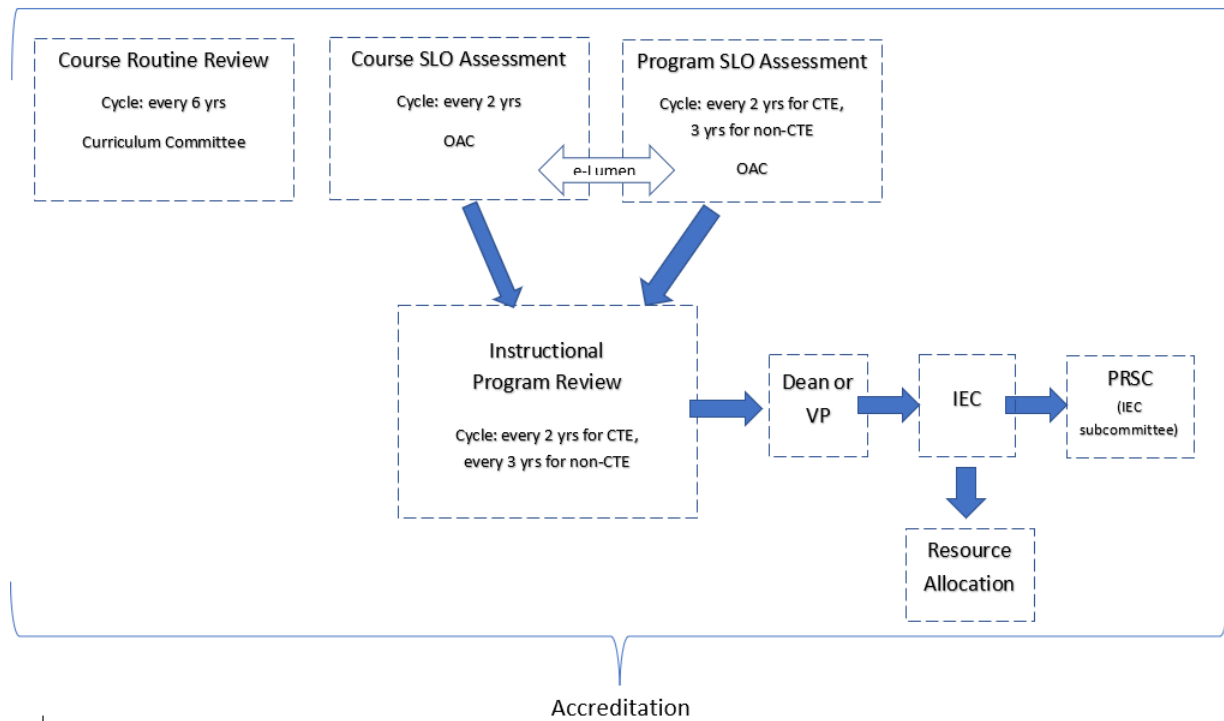 Course Routine Review
Cycle: every 6 yrs
Curriculum Committee
Course SLO Assessment
Cycle: every 2 yrs
OAC
Program SLO Assessment
Cycle: every 2 yrs for CTE,
3 yrs for non-CTE
OAC
e-Lumen
Instructional
Program Review
Cycle: every 2 yrs for CTE,
every 3 yrs for non-CTE
Dean or
VP
IEC
PRSC
(IEC
subcommittee)
Resource
Allocation
Accreditation